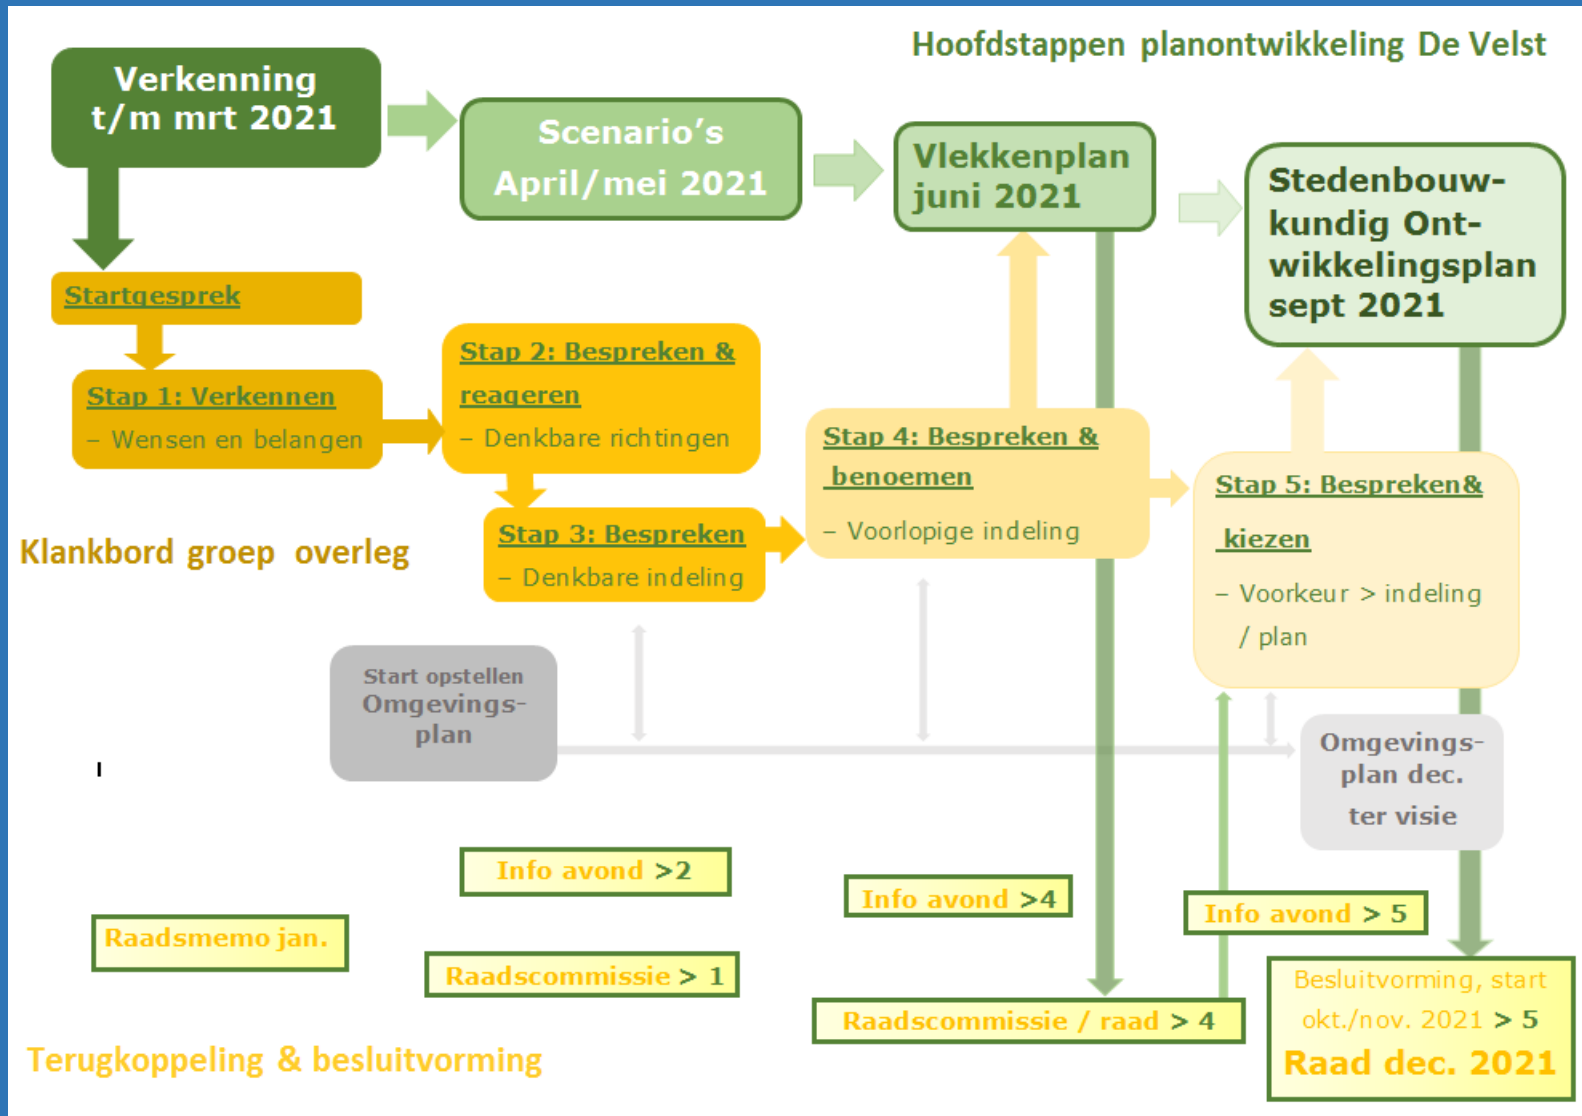 Hoofdstappen planontwikkeling De Velst
Verkenning
t/m mrt 2021
Scenario's
April/mei 2021
Vlekkenplan
juni 2021
Stedenbouw-
kundig Ont-
wikkelingsplan
sept 2021
Startgesprek
Stap 1: Verkennen
– Wensen en belangen
Stap 2: Bespreken &
reageren
– Denkbare richtingen
Stap 3: Bespreken
– Denkbare indeling
Stap 4: Bespreken &
benoemen
– Voorlopige indeling
Stap 5: Bespreken&
kiezen
– Voorkeur > indeling
/ plan
Klankbord groep overleg
Start opstellen
Omgevings-
plan
Omgevings-
plan dec.
ter visie
Info avond >2
Info avond >4
Info avond > 5
Raadsmemo jan.
Raadscommissie > 1
Raadscommissie / raad > 4
Besluitvorming, start
okt./nov. 2021 > 5
Raad dec. 2021
Terugkoppeling & besluitvorming